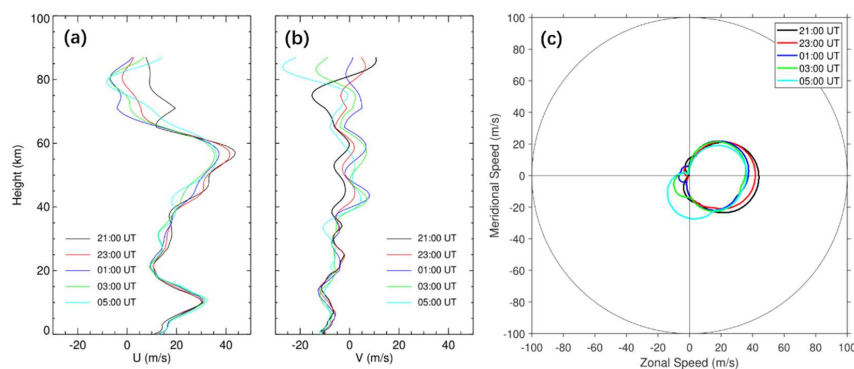 (a)
100
80
60
40
20
0
Height (km)
21:00 UT
23:00 UT
01:00 UT
03:00 UT
05:00 UT
-20 0 20 40
U (m/s)
(b)
21:00 UT
23:00 UT
01:00 UT
03:00 UT
05:00 UT
-20 0 20 40
V (m/s)
(c)
21:00 UT
23:00 UT
01:00 UT
03:00 UT
05:00 UT
100
80
60
40
20
0
-20
-40
-60
-80
-100
Meridional Speed (m/s)
-100 -80 -60 -40 -20 0 20 40 60 80 100
Zonal Speed (m/s)